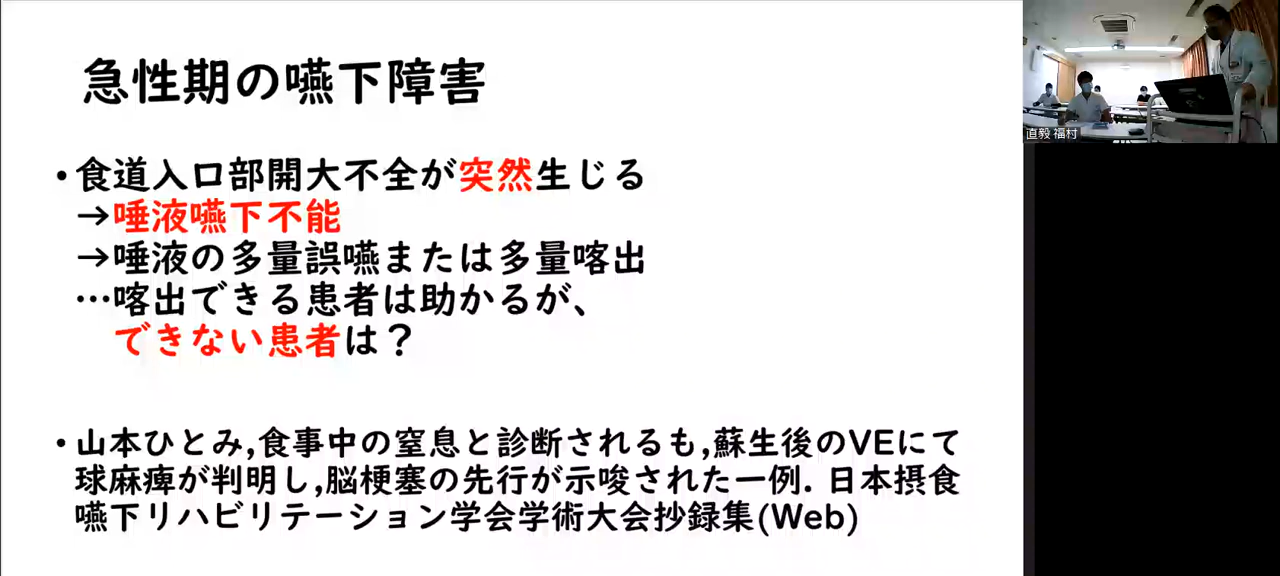 急性期の嚥下障害
•食道入口部開大不全が突然生じる
→唾液嚥下不能
→唾液の多量誤嚥または多量喀出
…喀出できる患者は助かるが、
できない患者は？
•山本ひとみ,食事中の窒息と診断されるも,蘇生後のVEにて
球麻痺が判明し,脳梗塞の先行が示唆された一例. 日本摂食
嚥下リハビリテーション学会学術大会抄録集(Web)
直毅 福村